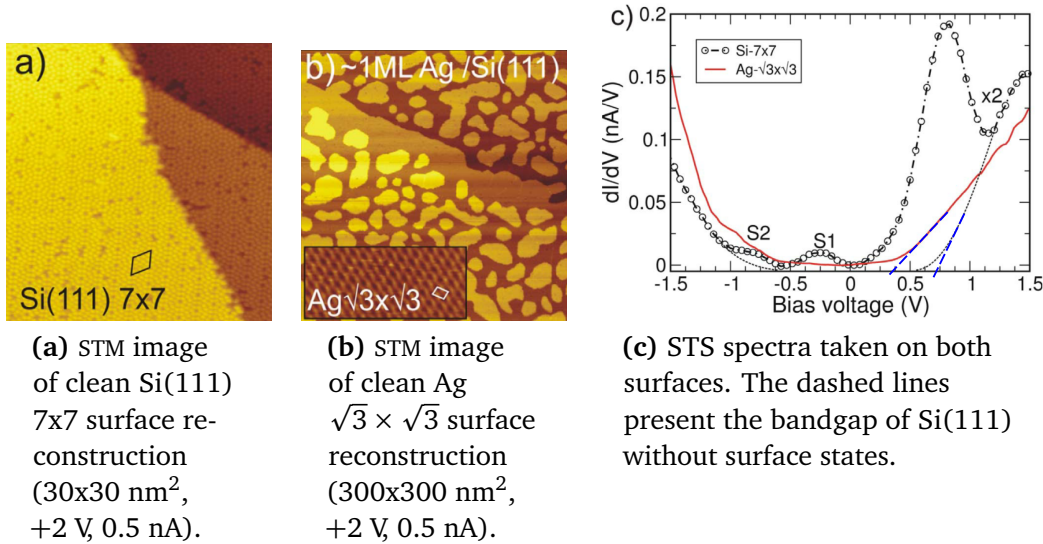 a)
Si(111) 7x7
b) ~1ML Ag /Si(111)
Ag√3x√3
c)
0.2
0.15
0.1
0.05
0
dI/dV (nA/V)
Si-7x7
Ag-√3x√3
x2
S2
S1
-1.5 -1 -0.5 0 0.5 1 1.5
Bias voltage (V)
(a) STM image
of clean Si(111)
7x7 surface re-
construction
(30x30 nm²,
+2 V, 0.5 nA).
(b) STM image
of clean Ag
√3 × √3 surface
reconstruction
(300x300 nm²,
+2 V, 0.5 nA).
(c) STS spectra taken on both
surfaces. The dashed lines
present the bandgap of Si(111)
without surface states.